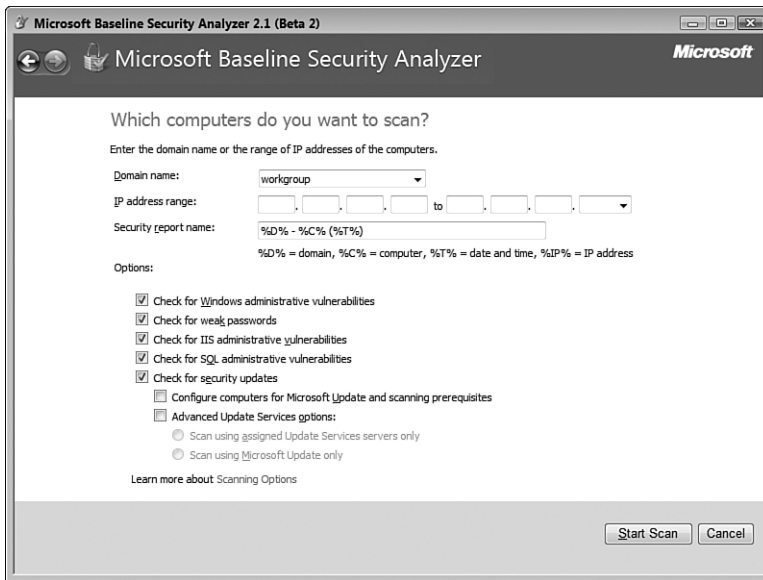 Microsoft Baseline Security Analyzer 2.1 (Beta 2)
Microsoft Baseline Security Analyzer
Microsoft
Which computers do you want to scan?
Enter the domain name or the range of IP addresses of the computers.
Domain name: workgroup
IP address range: . . . to . . .
Security report name: %D% - %C% (%T%)
%D% = domain, %C% = computer, %T% = date and time, %IP% = IP address
Options:
Check for Windows administrative vulnerabilities
Check for weak passwords
Check for IIS administrative vulnerabilities
Check for SQL administrative vulnerabilities
Check for security updates
Configure computers for Microsoft Update and scanning prerequisites
Advanced Update Services options:
Scan using assigned Update Services servers only
Scan using Microsoft Update only
Learn more about Scanning Options
Start Scan Cancel